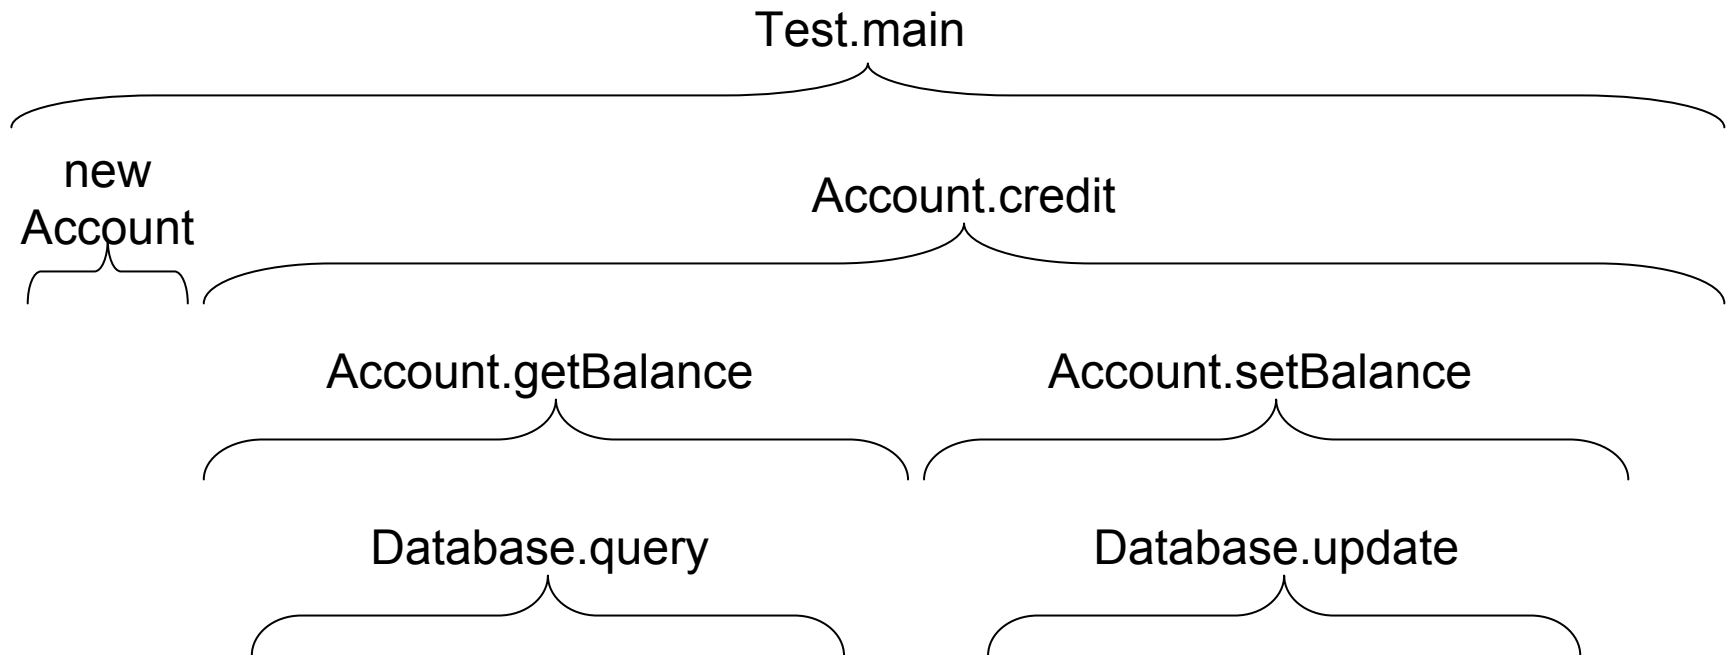 Test.main
new
Account
Account.credit
Account.getBalance
Account.setBalance
Database.query
Database.update